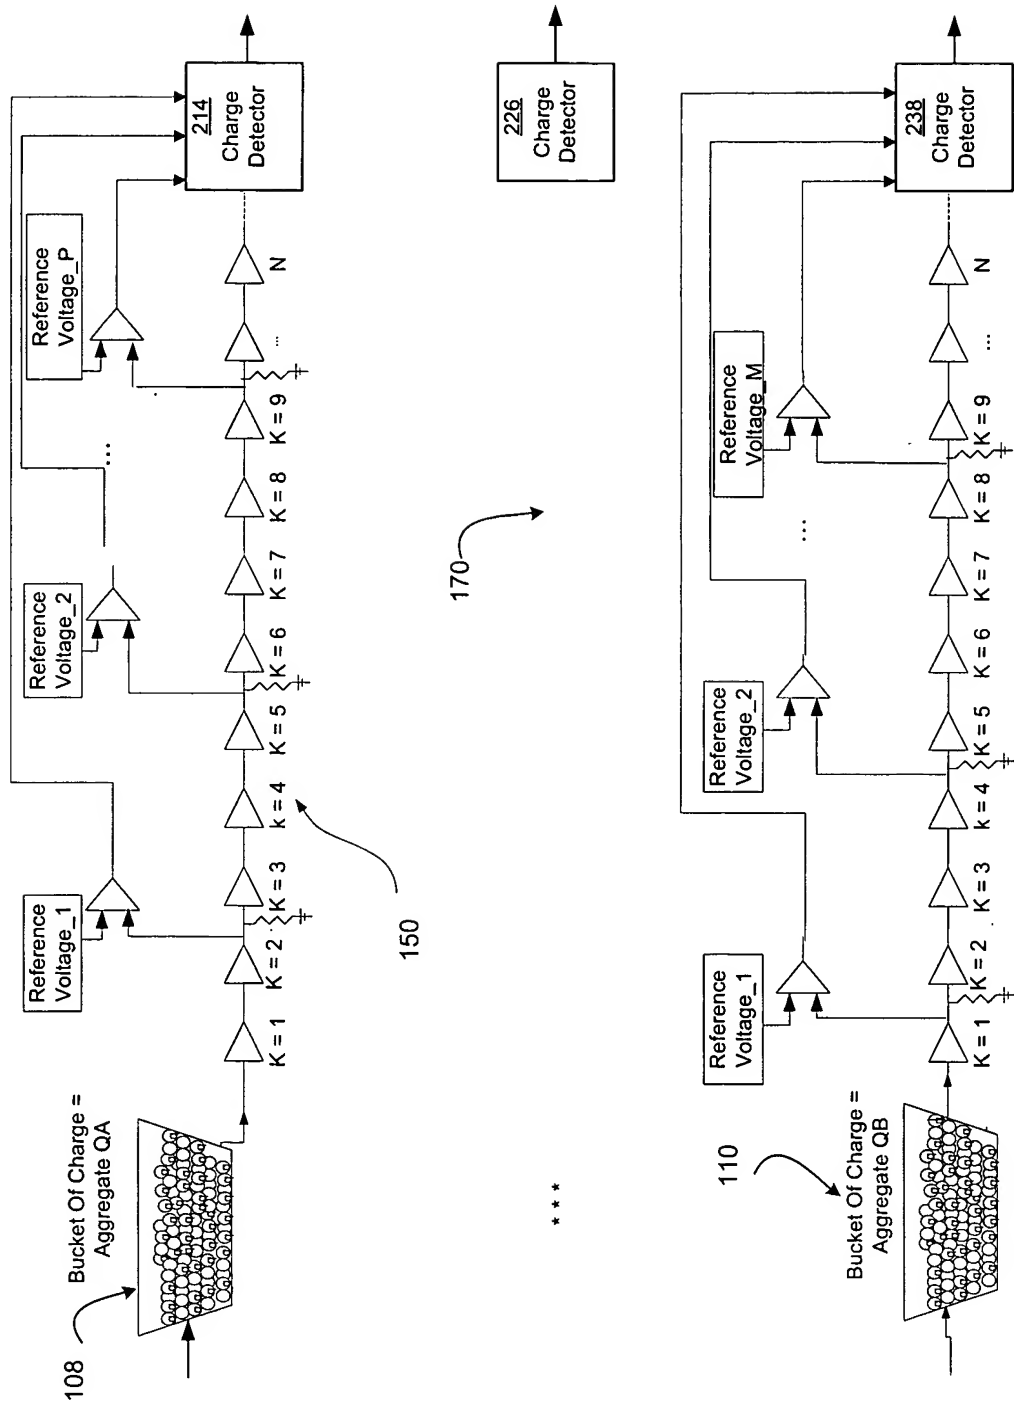 108
Bucket Of Charge =
Aggregate QA
Reference
Voltage_1
Reference
Voltage_2
...
Reference
Voltage_P
K = 1
K = 2
K = 3
k = 4
K = 5
K = 6
K = 7
K = 8
K = 9
...
N
214
Charge
Detector
150
170
***
226
Charge
Detector
110
Bucket Of Charge =
Aggregate QB
Reference
Voltage_1
Reference
Voltage_2
...
Reference
Voltage_M
K = 1
K = 2
K = 3
k = 4
K = 5
K = 6
K = 7
K = 8
K = 9
...
N
238
Charge
Detector